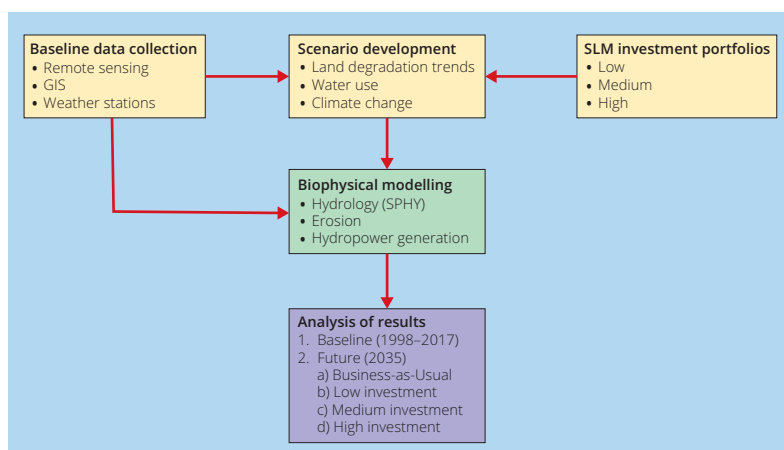 Baseline data collection
• Remote sensing
• GIS
• Weather stations
Scenario development
• Land degradation trends
• Water use
• Climate change
SLM investment portfolios
• Low
• Medium
• High
Biophysical modelling
• Hydrology (SPHY)
• Erosion
• Hydropower generation
Analysis of results
1. Baseline (1998–2017)
2. Future (2035)
a) Business-as-Usual
b) Low investment
c) Medium investment
d) High investment